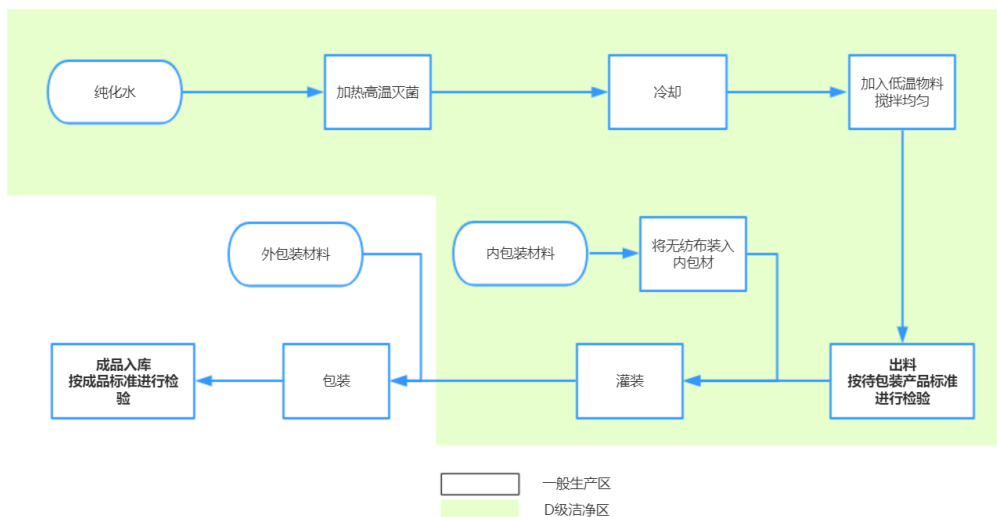 纯化水
加热高温灭菌
冷却
加入低温物料
搅拌均匀
外包装材料
内包装材料
将无纺布装入
内包材
成品入库
按成品标准进行检
验
包装
灌装
出料
按待包装产品标准
进行检验
一般生产区
D级洁净区